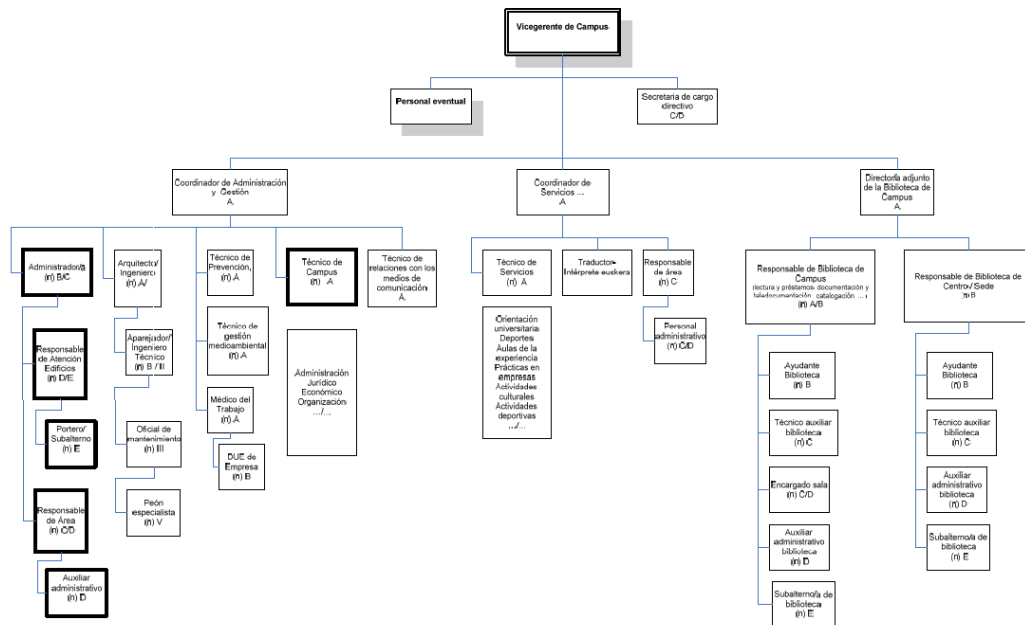 Vicegerente de Campus
Personal eventual
Secretaria de cargo
directivo
C/D
Coordinador de Administración
y Gestión
A.
Coordinador de
Servicios ...
A
Director/a adjunto
de la Biblioteca de
Campus
A.
Administrador/a
(n) B/C
Arquitecto/
Ingeniero
(n) .A/
Técnico de
Prevención,
(n) .A
Técnico de
Campus
(n) .A
Técnico de
relaciones con los
medios de
comunicación
A.
Técnico de
Servicios
(n) A
Traductor-
Intérprete euskera
Responsable
de área
(n) C
Responsable de Biblioteca de
Campus
(lectura y préstamos documentación y
teledocumentación, catalogación ...
(n) A/B
Responsable de Biblioteca de
Centro / Sede
B
Responsable
de Atención
Edificios
(n) D/E
Aparejador/
Ingeniero
Técnico
(n) B / III
Técnico de
gestión
medioambiental
(n) .A
Administración
Jurídico
Económico
Organización
.../...
Orientación
universitaria
Deportes
Aulas de la
experiencia
Prácticas en
empresas
Actividades
culturales
Actividades
deportivas
.../...
Personal
administrativo
(n) C/D
Ayudante
Biblioteca
(n) B
Ayudante
Biblioteca
(n) B
Portero/
Subalterno
(n) E
Oficial de
mantenimiento
(n) III
Médico del
Trabajo
(n) .A
Técnico auxiliar
biblioteca
(n) C
Técnico auxiliar
biblioteca
(n) C
DUE de
Empresa
(n) B
Responsable
de Área
(n) C/D
Peón
especialista
(n) V
Encargado sala
(n) C/D
Auxiliar
administrativo
biblioteca
(n) D
Auxiliar
administrativo
(n) D
Auxiliar
administrativo
biblioteca
(n) D
Subalterno/a de
biblioteca
(n) E
Subalterno/a de
biblioteca
(n) E